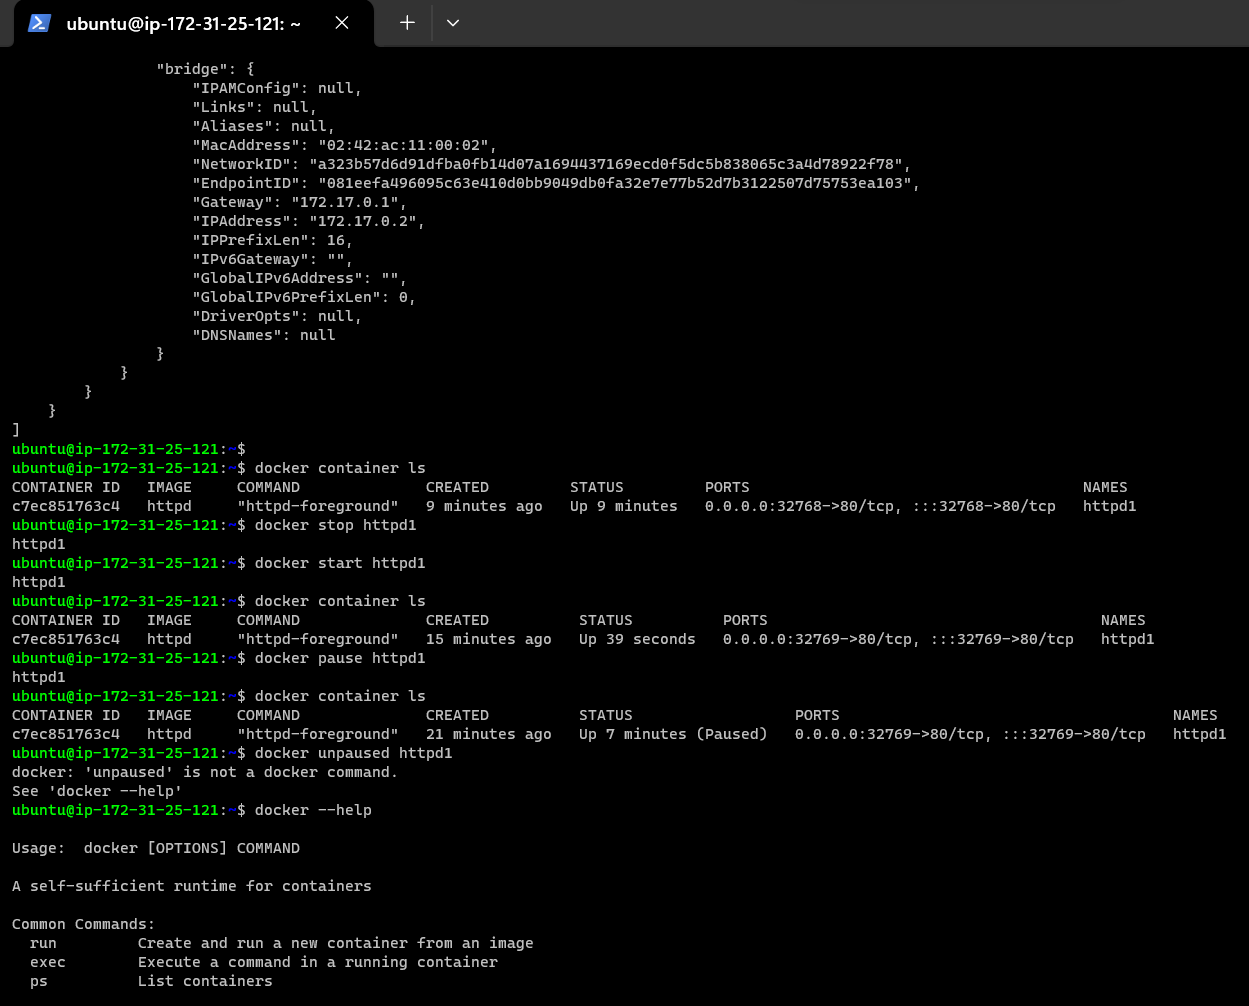 ubuntu@ip-172-31-25-121: ~
"bridge": {
"IPAMConfig": null,
"Links": null,
"Aliases": null,
"MacAddress": "02:42:ac:11:00:02",
"NetworkID": "a323b57d6d91dfba0fb14d07a1694437169ecd0f5dc5b838065c3a4d78922f78",
"EndpointID": "081eefa496095c63e410d0bb9049db0fa32e7e77b52d7b3122507d75753ea103",
"Gateway": "172.17.0.1",
"IPAddress": "172.17.0.2",
"IPPrefixLen": 16,
"IPv6Gateway": "",
"GlobalIPv6Address": "",
"GlobalIPv6PrefixLen": 0,
"DriverOpts": null,
"DNSNames": null
}
}
}
}
]
ubuntu@ip-172-31-25-121:~$
ubuntu@ip-172-31-25-121:~$ docker container ls
CONTAINER ID   IMAGE     COMMAND              CREATED         STATUS         PORTS                                     NAMES
c7ec851763c4   httpd     "httpd-foreground"   9 minutes ago   Up 9 minutes   0.0.0.0:32768->80/tcp, :::32768->80/tcp   httpd1
ubuntu@ip-172-31-25-121:~$ docker stop httpd1
httpd1
ubuntu@ip-172-31-25-121:~$ docker start httpd1
httpd1
ubuntu@ip-172-31-25-121:~$ docker container ls
CONTAINER ID   IMAGE     COMMAND              CREATED          STATUS          PORTS                                     NAMES
c7ec851763c4   httpd     "httpd-foreground"   15 minutes ago   Up 39 seconds   0.0.0.0:32769->80/tcp, :::32769->80/tcp   httpd1
ubuntu@ip-172-31-25-121:~$ docker pause httpd1
httpd1
ubuntu@ip-172-31-25-121:~$ docker container ls
CONTAINER ID   IMAGE     COMMAND              CREATED          STATUS                  PORTS                                     NAMES
c7ec851763c4   httpd     "httpd-foreground"   21 minutes ago   Up 7 minutes (Paused)   0.0.0.0:32769->80/tcp, :::32769->80/tcp   httpd1
ubuntu@ip-172-31-25-121:~$ docker unpaused httpd1
docker: 'unpaused' is not a docker command.
See 'docker --help'
ubuntu@ip-172-31-25-121:~$ docker --help
Usage:  docker [OPTIONS] COMMAND
A self-sufficient runtime for containers
Common Commands:
run         Create and run a new container from an image
exec        Execute a command in a running container
ps          List containers